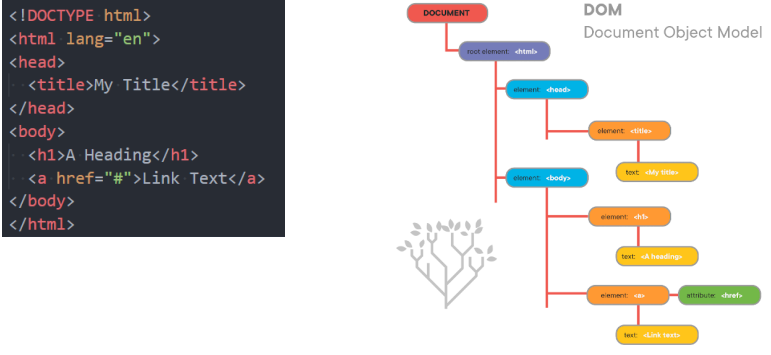 <!DOCTYPE html>
<html lang="en">
<head>
<title>My Title</title>
</head>
<body>
<h1>A Heading</h1>
<a href="#">Link Text</a>
</body>
</html>
DOM
Document Object Model
DOCUMENT
root element: <html>
element: <head>
element: <title>
text: <My title>
element: <body>
element: <h1>
text: <A heading>
element: <a>
attribute: <href>
text: <Link text>